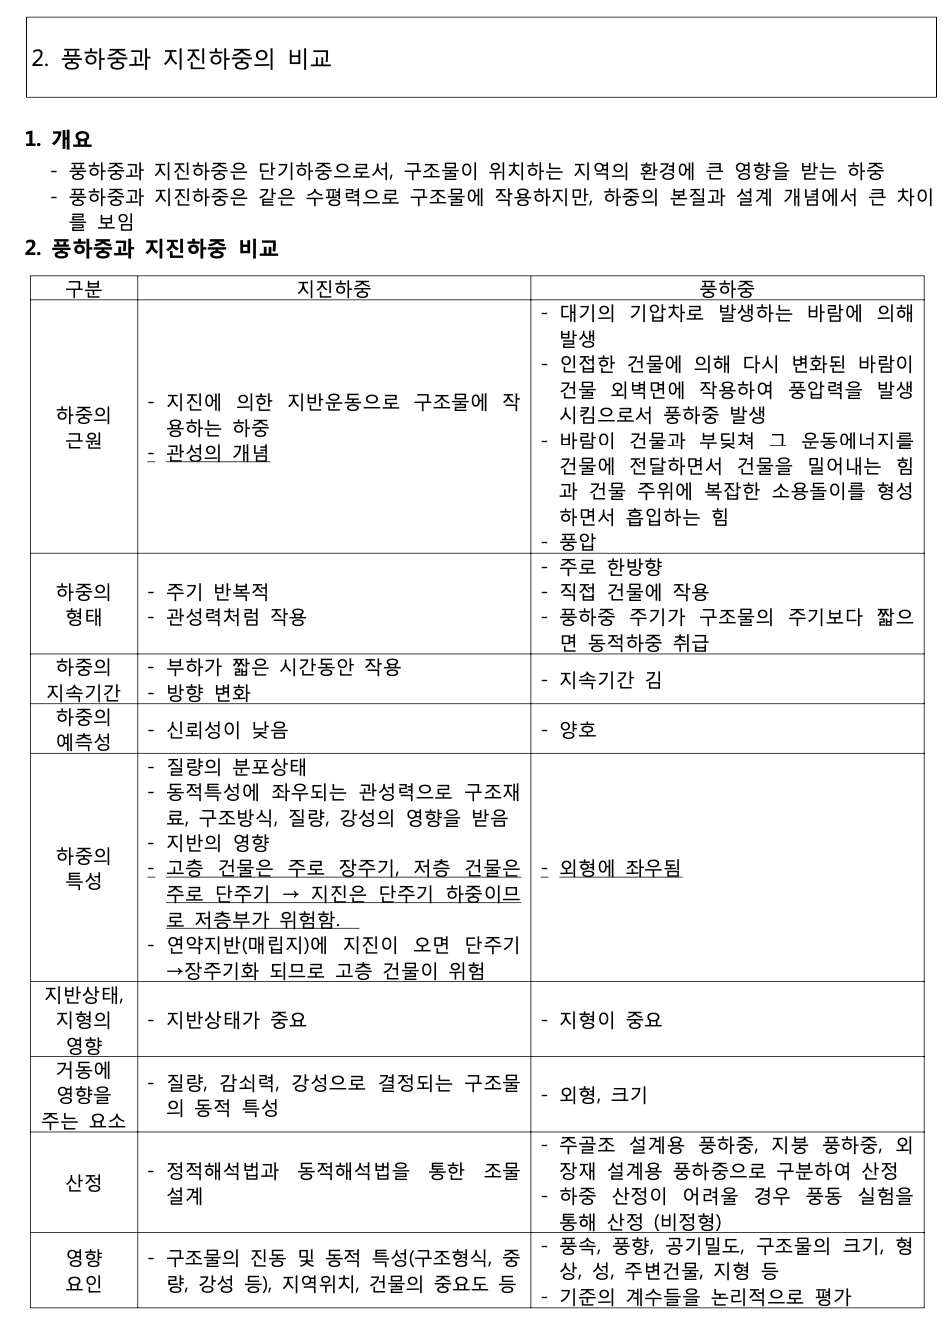 2. 풍하중과 지진하중의 비교
1. 개요
- 풍하중과 지진하중은 단기하중으로서, 구조물이 위치하는 지역의 환경에 큰 영향을 받는 하중
- 풍하중과 지진하중은 같은 수평력으로 구조물에 작용하지만, 하중의 본질과 설계 개념에서 큰 차이
를 보임
2. 풍하중과 지진하중 비교
구분 지진하중 풍하중
하중의
근원
- 지진에 의한 지반운동으로 구조물에 작
용하는 하중
- 관성의 개념
- 대기의 기압차로 발생하는 바람에 의해
발생
- 인접한 건물에 의해 다시 변화된 바람이
건물 외벽면에 작용하여 풍압력을 발생
시킴으로서 풍하중 발생
- 바람이 건물과 부딪쳐 그 운동에너지를
건물에 전달하면서 건물을 밀어내는 힘
과 건물 주위에 복잡한 소용돌이를 형성
하면서 흡입하는 힘
- 풍압
하중의
형태
- 주기 반복적
- 관성력처럼 작용
- 주로 한방향
- 직접 건물에 작용
- 풍하중 주기가 구조물의 주기보다 짧으
면 동적하중 취급
하중의
지속기간
- 부하가 짧은 시간동안 작용
- 방향 변화
- 지속기간 김
하중의
예측성
- 신뢰성이 낮음
- 양호
하중의
특성
- 질량의 분포상태
- 동적특성에 좌우되는 관성력으로 구조재
료, 구조방식, 질량, 강성의 영향을 받음
- 지반의 영향
- 고층 건물은 주로 장주기, 저층 건물은
주로 단주기 → 지진은 단주기 하중이므
로 저층부가 위험함.
- 연약지반(매립지)에 지진이 오면 단주기
→장주기화 되므로 고층 건물이 위험
- 외형에 좌우됨
지반상태,
지형의
영향
- 지반상태가 중요
- 지형이 중요
거동에
영향을
주는 요소
- 질량, 감쇠력, 강성으로 결정되는 구조물
의 동적 특성
- 외형, 크기
산정
- 정적해석법과 동적해석법을 통한 조물
설계
- 주골조 설계용 풍하중, 지붕 풍하중, 외
장재 설계용 풍하중으로 구분하여 산정
- 하중 산정이 어려울 경우 풍동 실험을
통해 산정 (비정형)
영향
요인
- 구조물의 진동 및 동적 특성(구조형식, 중
량, 강성 등), 지역위치, 건물의 중요도 등
- 풍속, 풍향, 공기밀도, 구조물의 크기, 형
상, 성, 주변건물, 지형 등
- 기준의 계수들을 논리적으로 평가